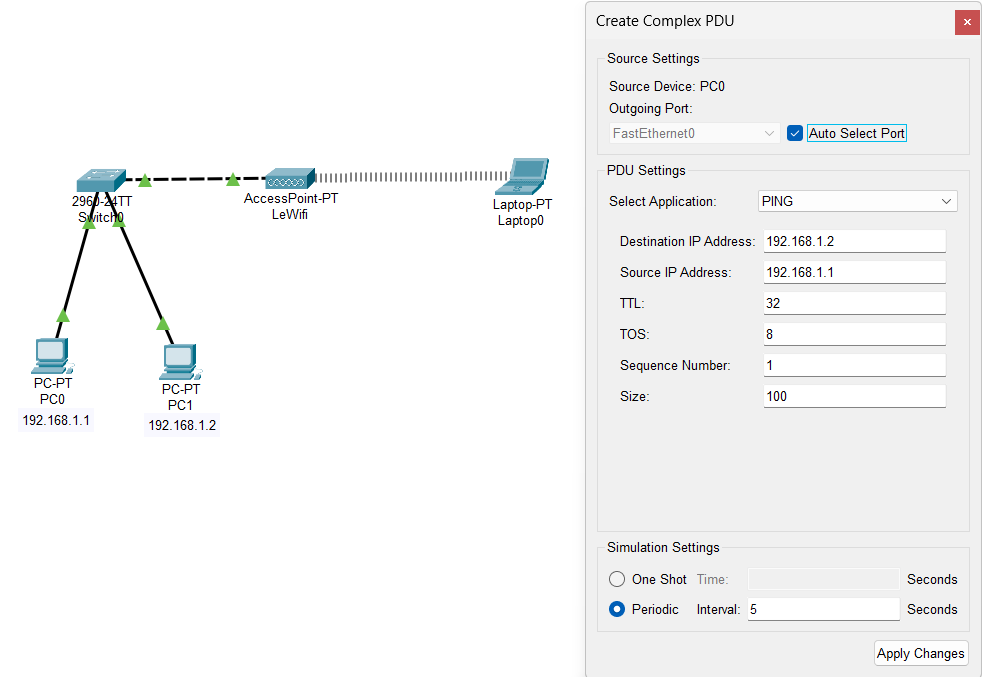 2960-24TT
Switch0
AccessPoint-PT
LeWifi
Laptop-PT
Laptop0
PC-PT
PC0
192.168.1.1
PC-PT
PC1
192.168.1.2
Create Complex PDU
Source Settings
Source Device: PC0
Outgoing Port:
FastEthernet0 Auto Select Port
PDU Settings
Select Application: PING
Destination IP Address: 192.168.1.2
Source IP Address: 192.168.1.1
TTL: 32
TOS: 8
Sequence Number: 1
Size: 100
Simulation Settings
One Shot Time: Seconds
Periodic Interval: 5 Seconds
Apply Changes